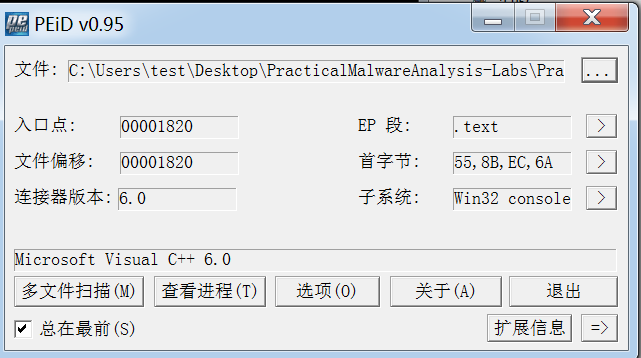 PEiD v0.95
文件: C:\Users\test\Desktop\PracticalMalwareAnalysis-Labs\Pra ...
入口点: 00001820 EP 段: .text >
文件偏移: 00001820 首字节: 55,8B,EC,6A >
连接器版本: 6.0 子系统: Win32 console >
Microsoft Visual C++ 6.0
多文件扫描(M) 查看进程(T) 选项(O) 关于(A) 退出
总在最前(S) 扩展信息 =>